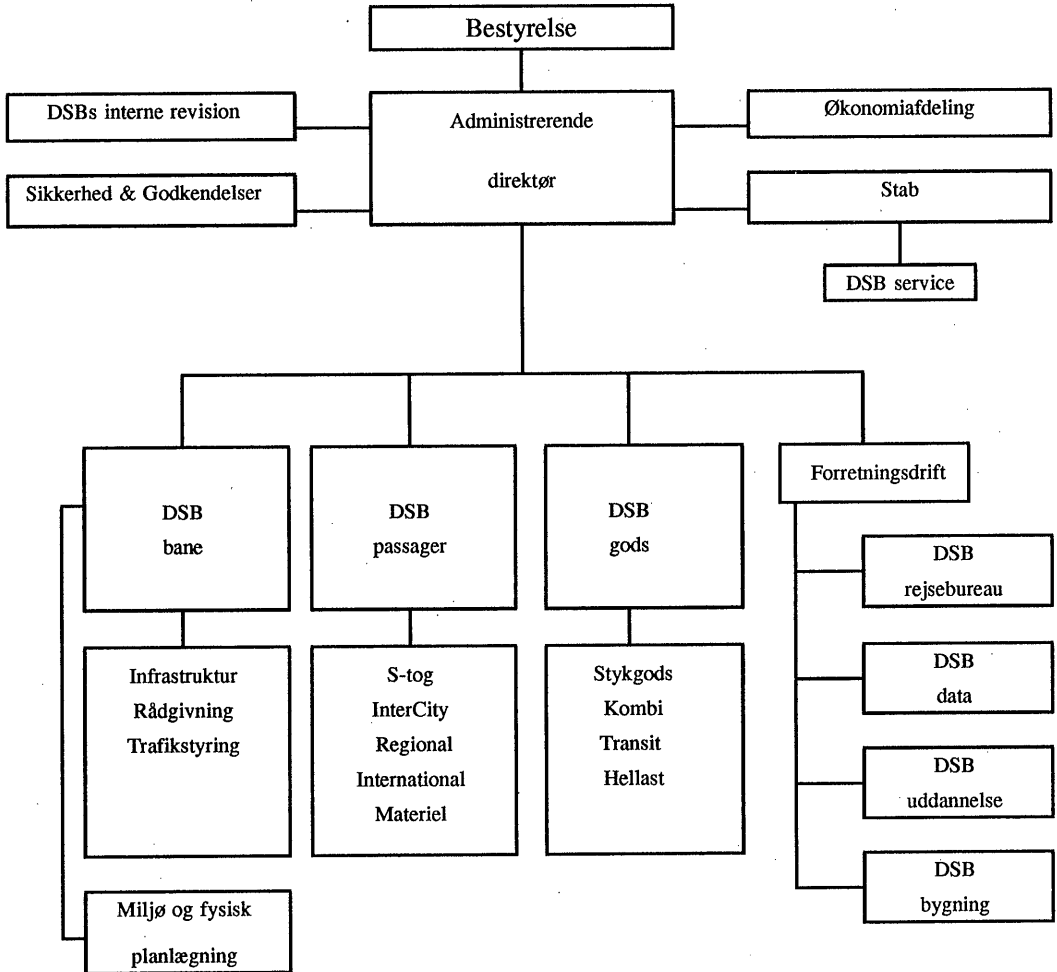 Bestyrelse
DSBs interne revision
Administrerende
direktør
Økonomiafdeling
Sikkerhed & Godkendelser
Stab
DSB service
DSB
bane
DSB
passager
DSB
gods
Forretningsdrift
Infrastruktur
Rådgivning
Trafikstyring
S-tog
InterCity
Regional
International
Materiel
Stykgods
Kombi
Transit
Hellast
DSB
rejsebureau
DSB
data
DSB
uddannelse
DSB
bygning
Miljø og fysisk
planlægning